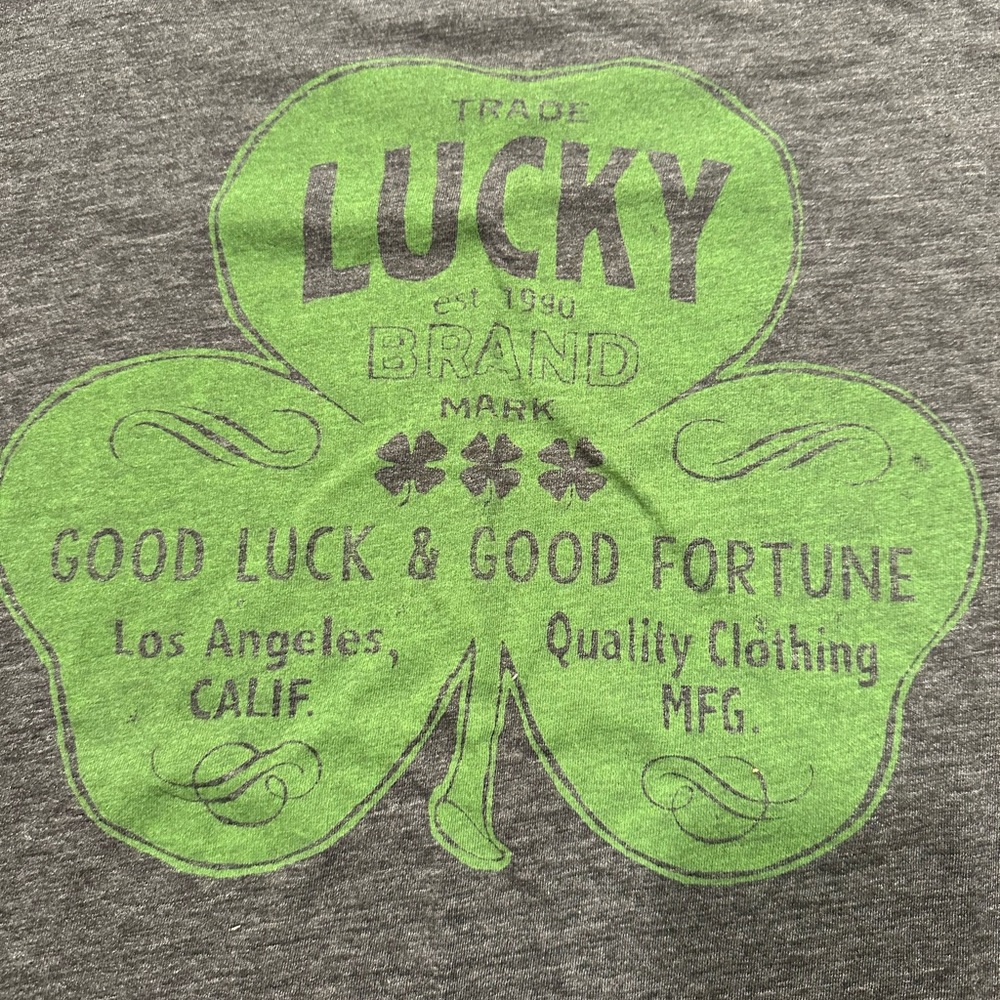 TRADE
LUCKY
est 1990
BRAND
MARK
GOOD LUCK & GOOD FORTUNE
Los Angeles,
CALIF.
Quality Clothing
MFG.